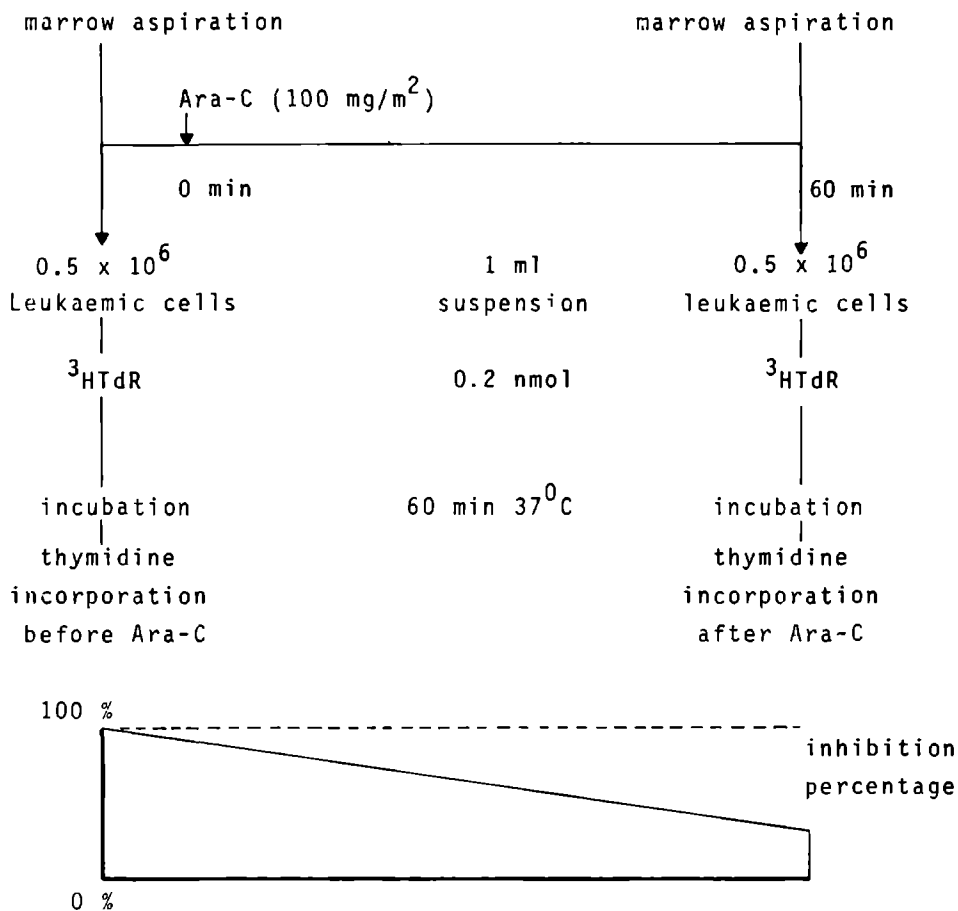 marrow aspiration marrow aspiration
Ara-C (100 mg/m²)
0 min 60 min
0.5 x 10⁶ 1 ml 0.5 x 10⁶
Leukaemic cells suspension leukaemic cells
³HTdR 0.2 nmol ³HTdR
incubation 60 min 37⁰C incubation
thymidine thymidine
incorporation incorporation
before Ara-C after Ara-C
100 %
inhibition
percentage
0 %